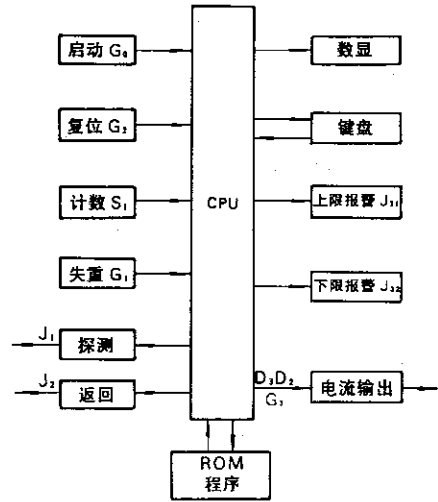 启动 G₀
数显
复位 G₂
键盘
计数 S₁
CPU
上限报警 J₃₁
失重 G₁
下限报警 J₃₂
J₁
探测
J₂
返回
D₃D₂
G₃
电流输出
ROM
程序